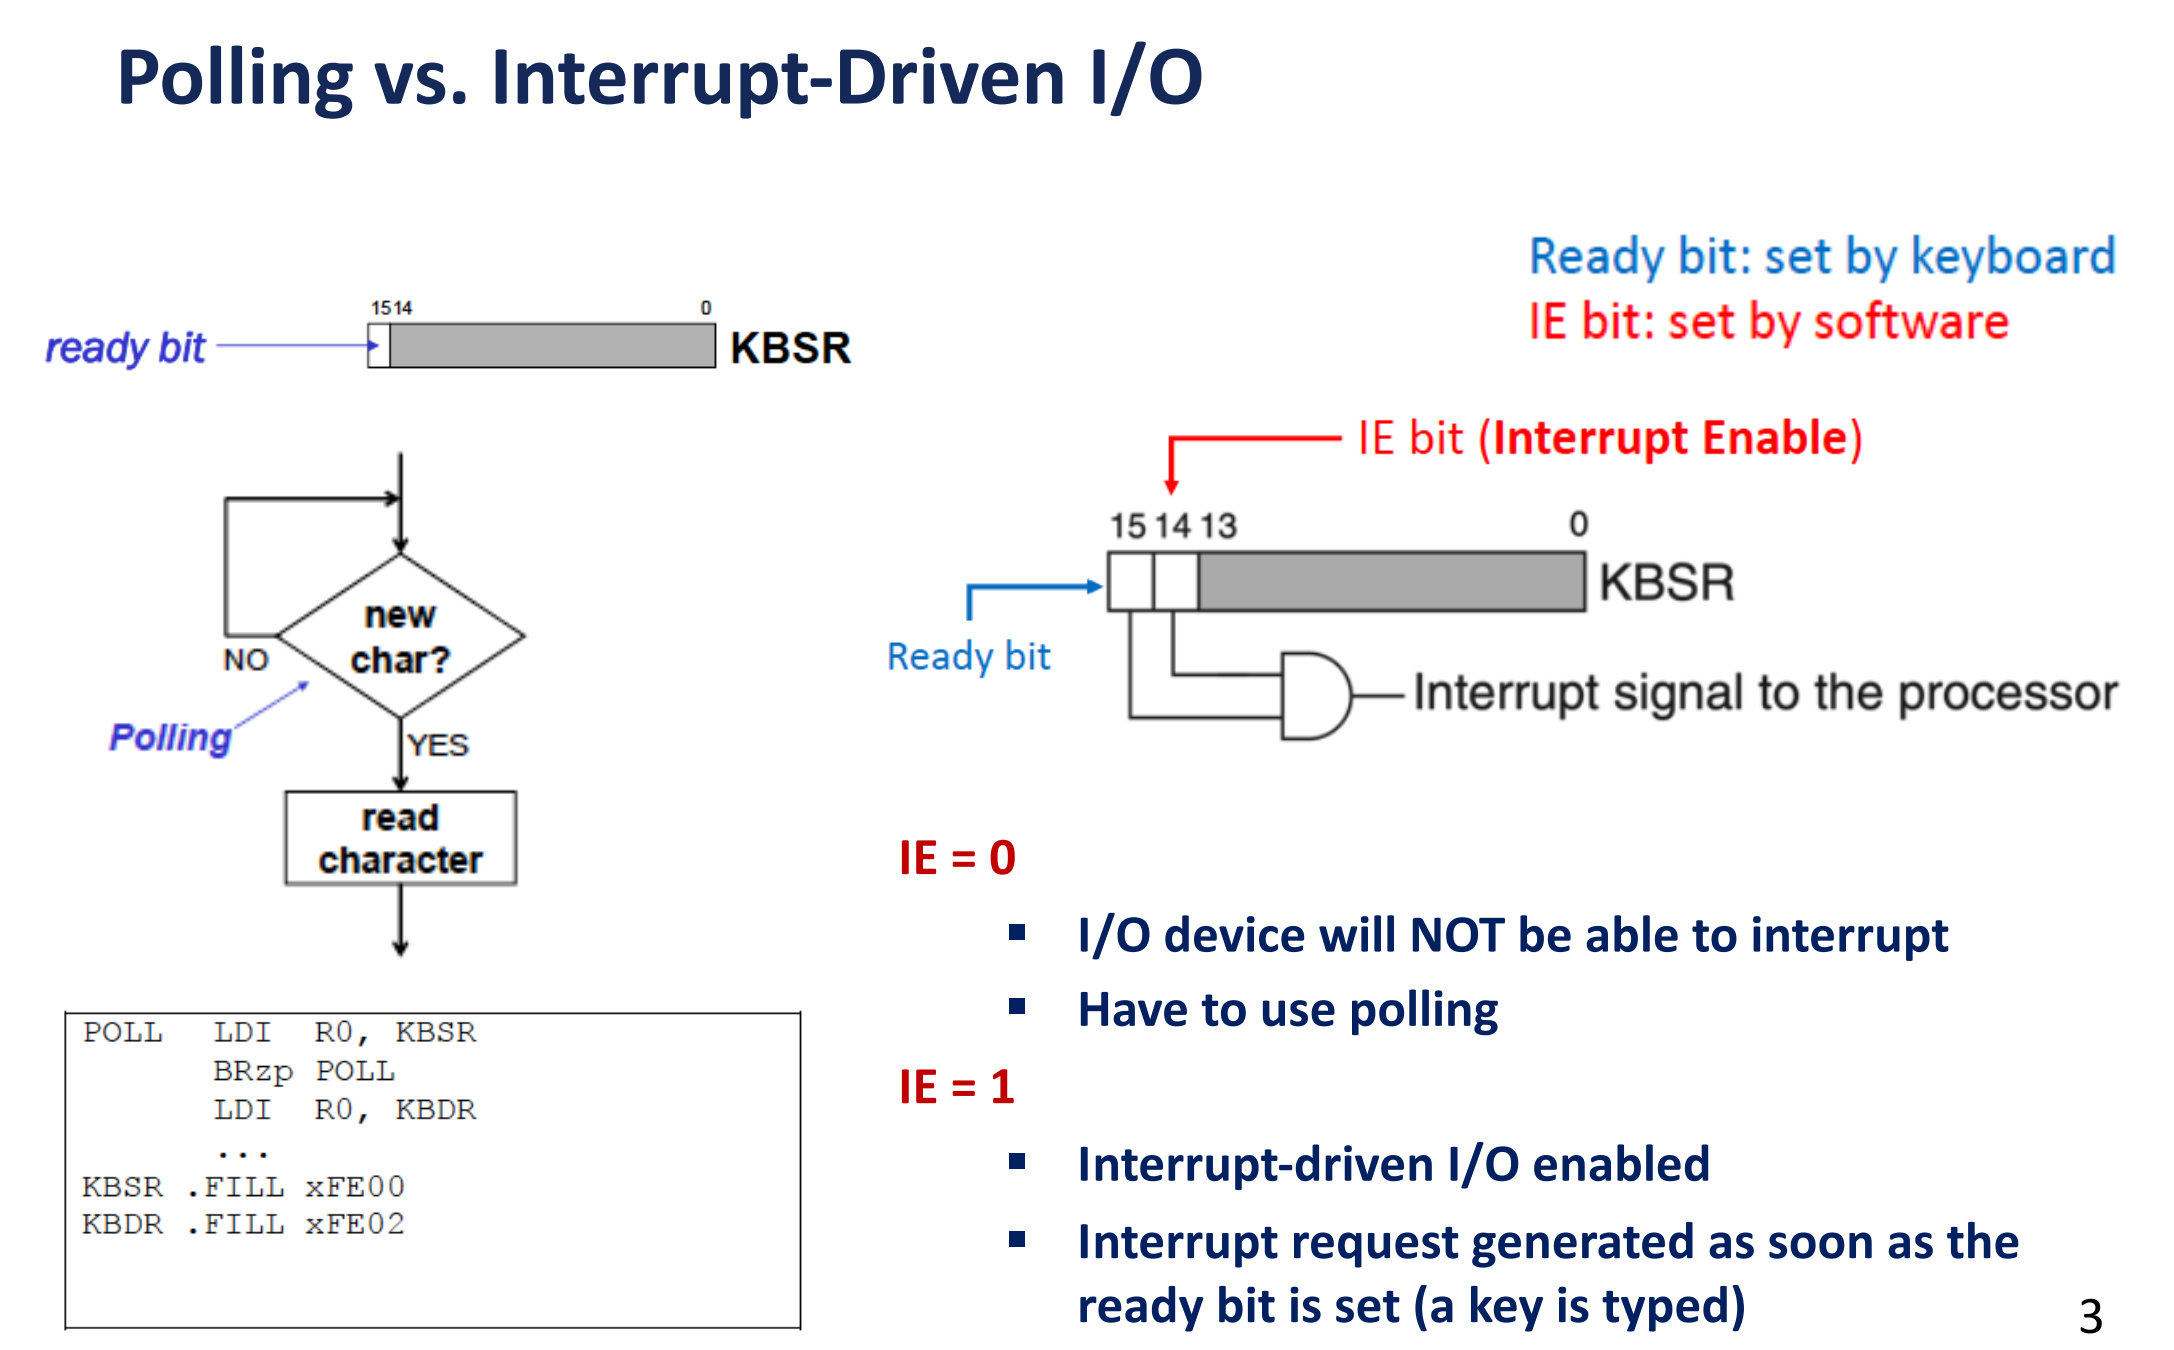 Polling vs. Interrupt-Driven I/O
15 14 0
ready bit
KBSR
new
char?
NO
Polling
YES
read
character
POLL LDI R0, KBSR
BRzp POLL
LDI R0, KBDR
...
KBSR .FILL xFE00
KBDR .FILL xFE02
Ready bit: set by keyboard
IE bit: set by software
IE bit (Interrupt Enable)
15 14 13 0
KBSR
Ready bit
Interrupt signal to the processor
IE = 0
▪ I/O device will NOT be able to interrupt
▪ Have to use polling
IE = 1
▪ Interrupt-driven I/O enabled
▪ Interrupt request generated as soon as the
ready bit is set (a key is typed)
3